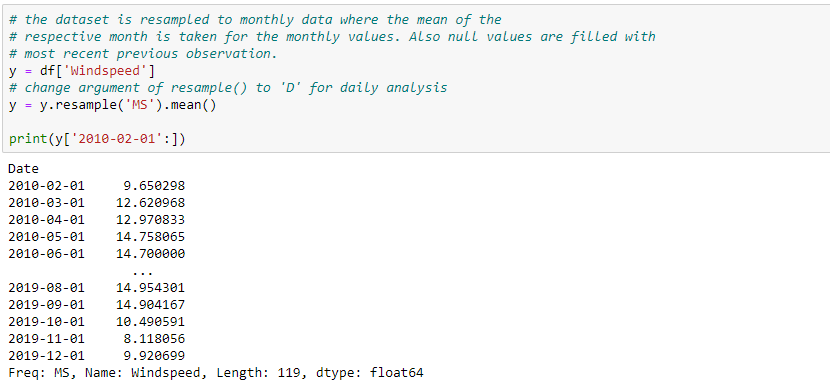 # the dataset is resampled to monthly data where the mean of the
# respective month is taken for the monthly values. Also null values are filled with
# most recent previous observation.
y = df['Windspeed']
# change argument of resample() to 'D' for daily analysis
y = y.resample('MS').mean()
print(y['2010-02-01':])
Date
2010-02-01     9.650298
2010-03-01    12.620968
2010-04-01    12.970833
2010-05-01    14.758065
2010-06-01    14.700000
...
2019-08-01    14.954301
2019-09-01    14.904167
2019-10-01    10.490591
2019-11-01     8.118056
2019-12-01     9.920699
Freq: MS, Name: Windspeed, Length: 119, dtype: float64